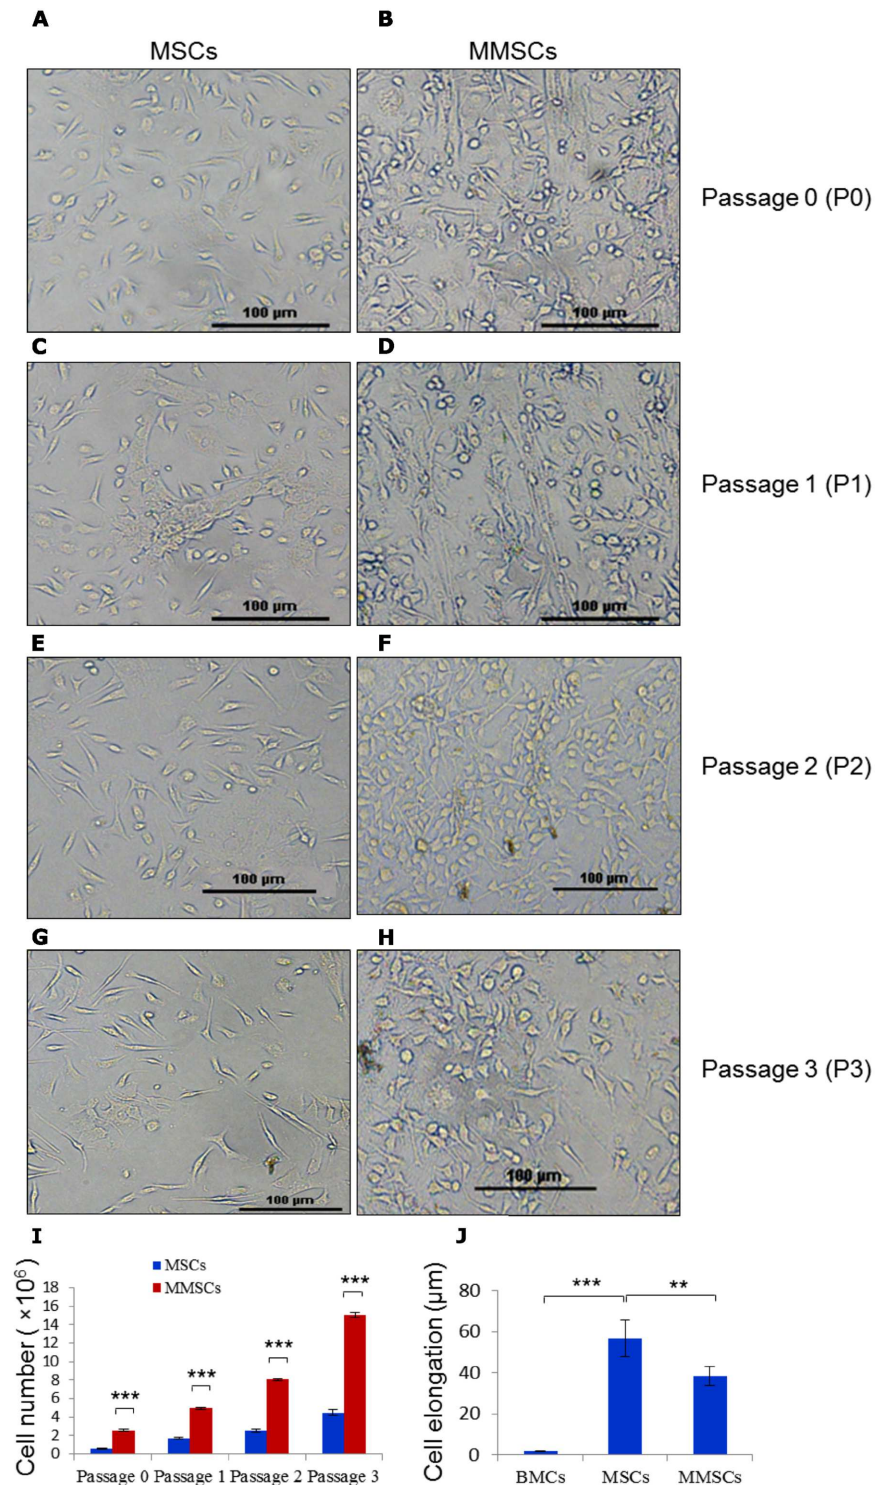 A
B
MSCs
MMSCs
100 µm
100 µm
Passage 0 (P0)
C
D
100 µm
100 µm
Passage 1 (P1)
E
F
100 µm
100 µm
Passage 2 (P2)
G
H
100 µm
100 µm
Passage 3 (P3)
I
MSCs
MMSCs
Cell number ( ×10⁶)
18
16
14
12
10
8
6
4
2
0
***
***
***
***
Passage 0 Passage 1 Passage 2 Passage 3
J
Cell elongation (µm)
80
60
40
20
0
***
**
BMCs MSCs MMSCs